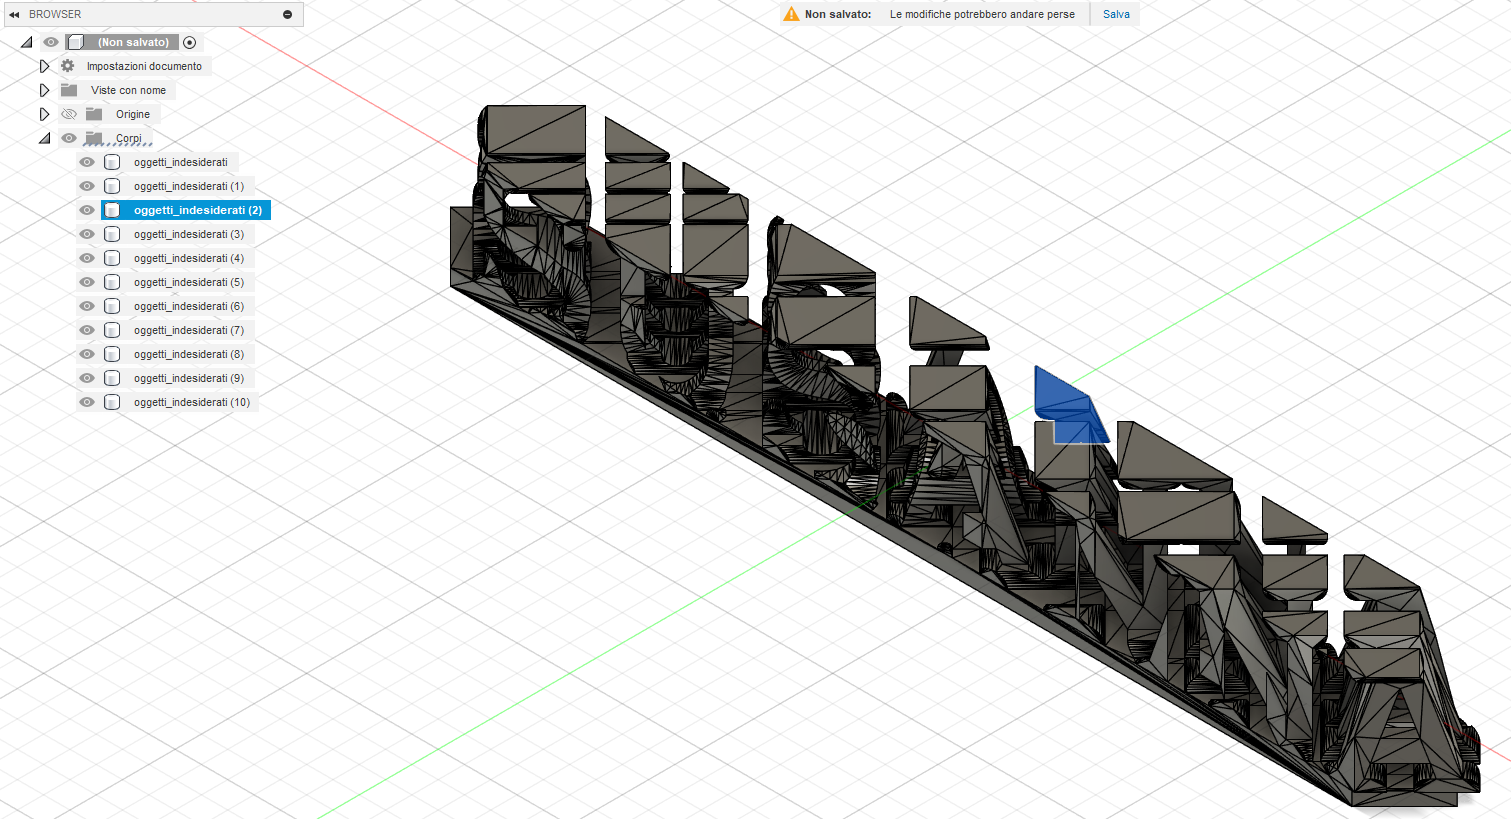 BROWSER
Non salvato: Le modifiche potrebbero andare perse Salva
(Non salvato)
Impostazioni documento
Viste con nome
Origine
Corpi
oggetti_indesiderati
oggetti_indesiderati (1)
oggetti_indesiderati (2)
oggetti_indesiderati (3)
oggetti_indesiderati (4)
oggetti_indesiderati (5)
oggetti_indesiderati (6)
oggetti_indesiderati (7)
oggetti_indesiderati (8)
oggetti_indesiderati (9)
oggetti_indesiderati (10)